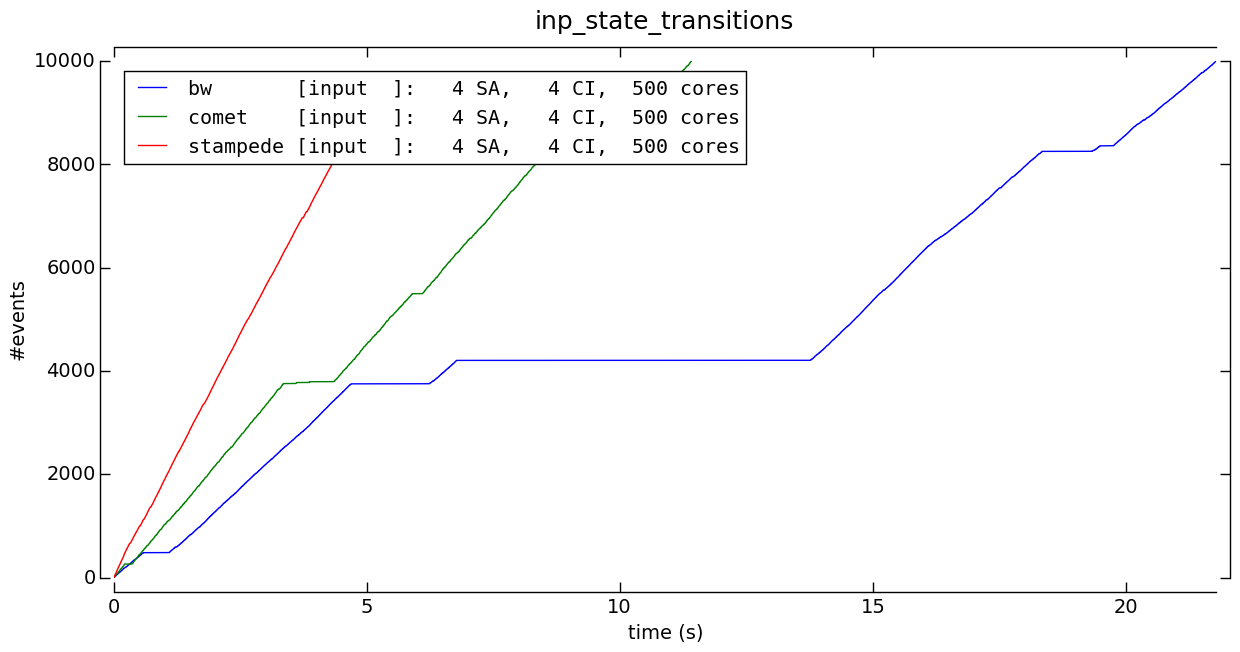 inp_state_transitions
10000
8000
6000
4000
2000
0
#events
bw       [input  ]:   4 SA,   4 CI,  500 cores
comet    [input  ]:   4 SA,   4 CI,  500 cores
stampede [input  ]:   4 SA,   4 CI,  500 cores
0 5 10 15 20
time (s)